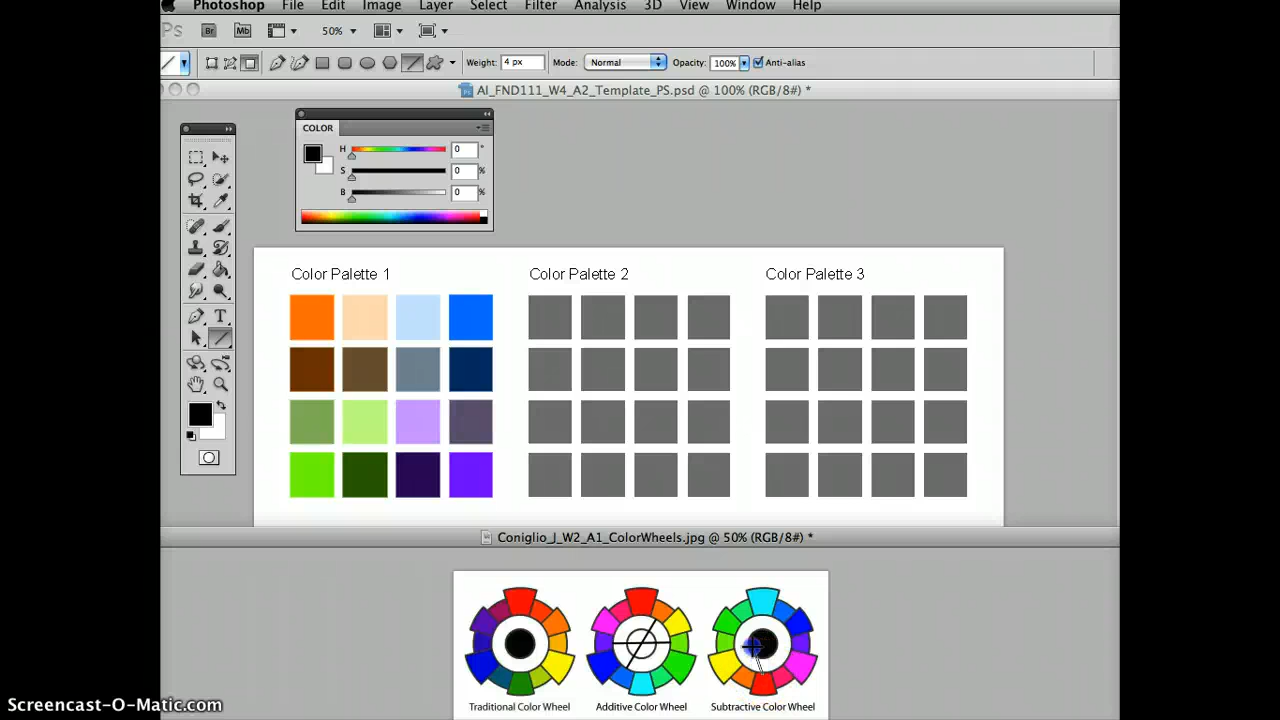 Photoshop File Edit Image Layer Select Filter Analysis 3D View Window Help
Ps Br Mb 50%
Weight: 4 px Mode: Normal Opacity: 100% Anti-alias
AI_FND111_W4_A2_Template_PS.psd @ 100% (RGB/8#) *
COLOR
H 0 °
S 0 %
B 0 %
T
Color Palette 1 Color Palette 2 Color Palette 3
Coniglio_J_W2_A1_ColorWheels.jpg @ 50% (RGB/8#) *
Traditional Color Wheel Additive Color Wheel Subtractive Color Wheel
Screencast-O-Matic.com